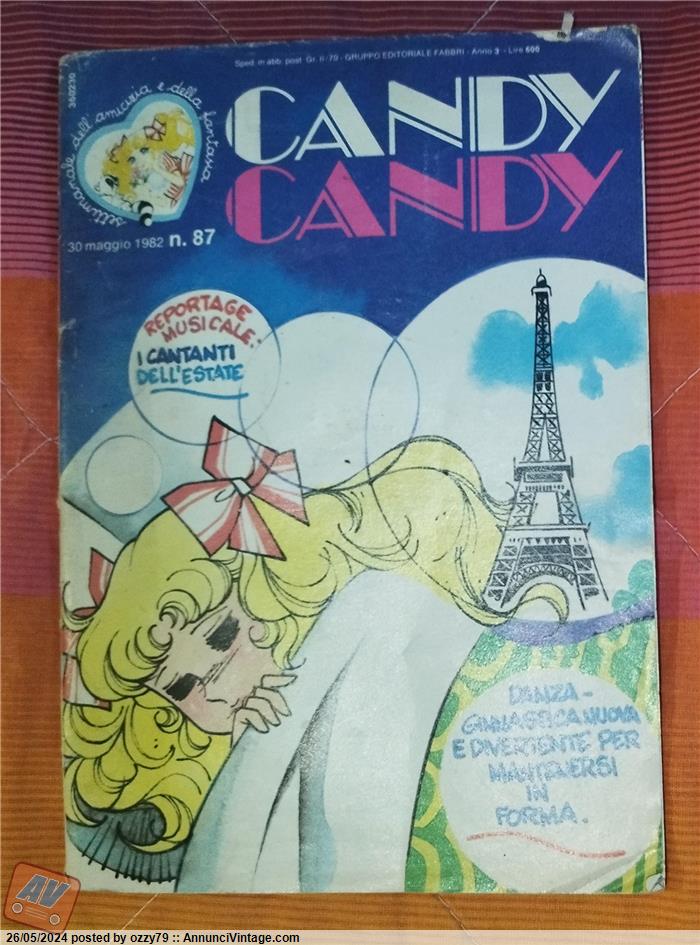 Sped. in abb. post. Gr. II/70 - GRUPPO EDITORIALE FABBRI - Anno 3 - Lire 600
350230
settimanale dell'amicizia e della fantasia
CANDY
CANDY
30 maggio 1982 n. 87
REPORTAGE
MUSICALE:
I CANTANTI
DELL'ESTATE
DANZA -
GINNASTICA NUOVA
E DIVERTENTE PER
MANTENERSI
IN
FORMA.
AV
26/05/2024 posted by ozzy79 :: AnnunciVintage.com